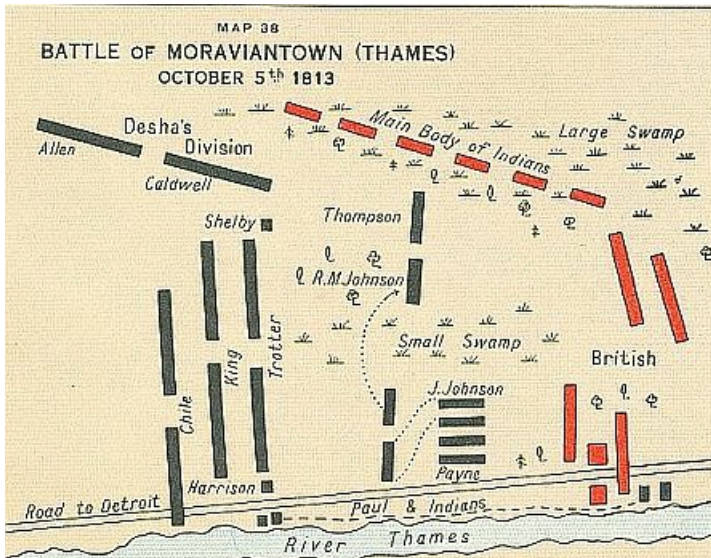 MAP 38
BATTLE OF MORAVIANTOWN (THAMES)
OCTOBER 5th 1813
Desha's
Division
Allen
Caldwell
Main Body of Indians
Large Swamp
Shelby
Thompson
R.M.Johnson
Small Swamp
British
Chile
King
Trotter
J.Johnson
Payne
Harrison
Road to Detroit
Paul & Indians
River Thames